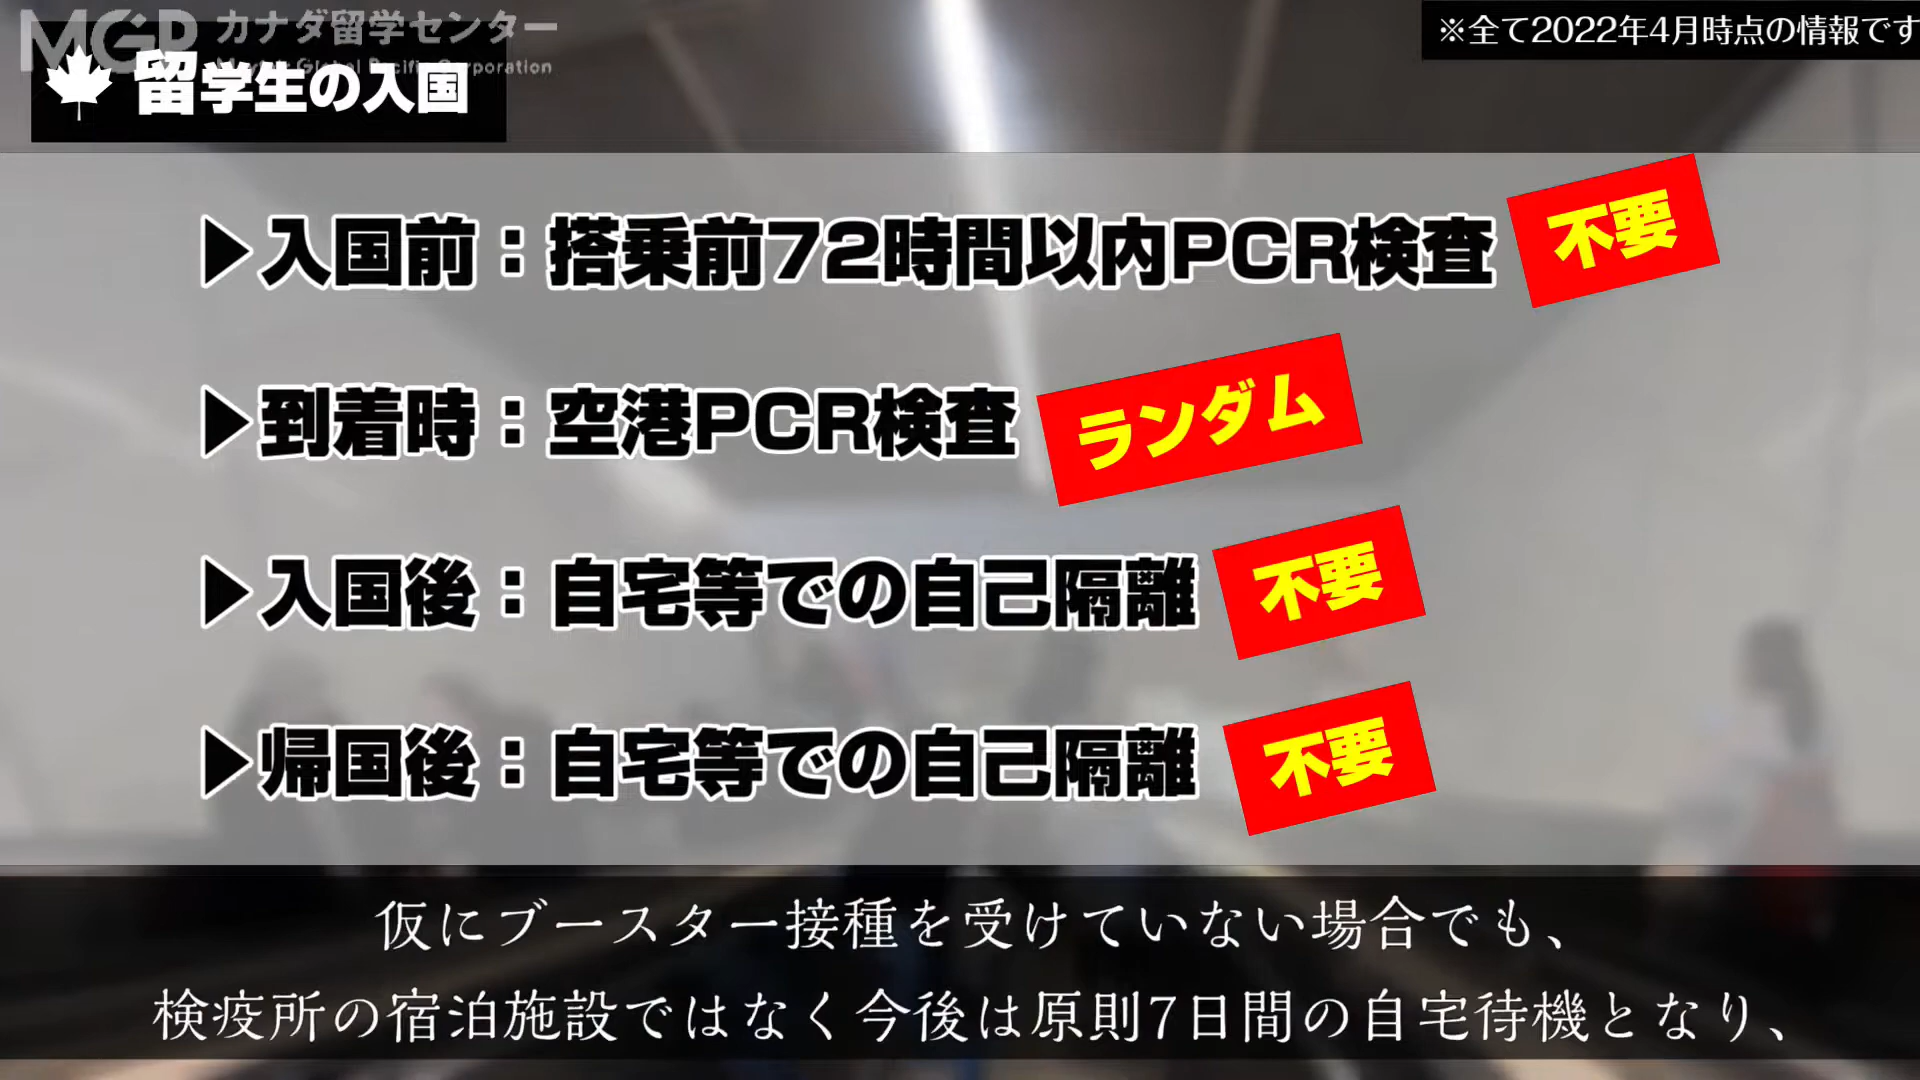 MGP カナダ留学センター
Master Global Pacific Corporation
留学生の入国
※全て2022年4月時点の情報です
▶入国前：搭乗前72時間以内PCR検査 不要
▶到着時：空港PCR検査 ランダム
▶入国後：自宅等での自己隔離 不要
▶帰国後：自宅等での自己隔離 不要
仮にブースター接種を受けていない場合でも、
検疫所の宿泊施設ではなく今後は原則7日間の自宅待機となり、